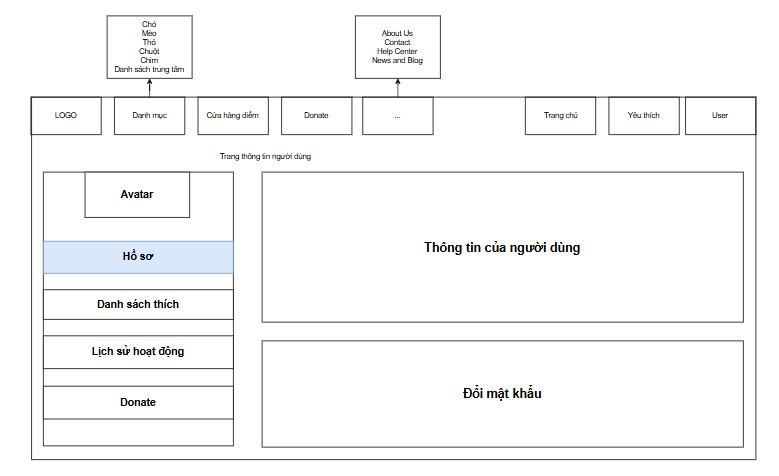 Chó
Mèo
Thỏ
Chuột
Chim
Danh sách trung tâm
About Us
Contact
Help Center
News and Blog
LOGO
Danh mục
Cửa hàng điểm
Donate
...
Trang chủ
Yêu thích
User
Trang thông tin người dùng
Avatar
Hồ sơ
Danh sách thích
Lịch sử hoạt động
Donate
Thông tin của người dùng
Đổi mật khẩu